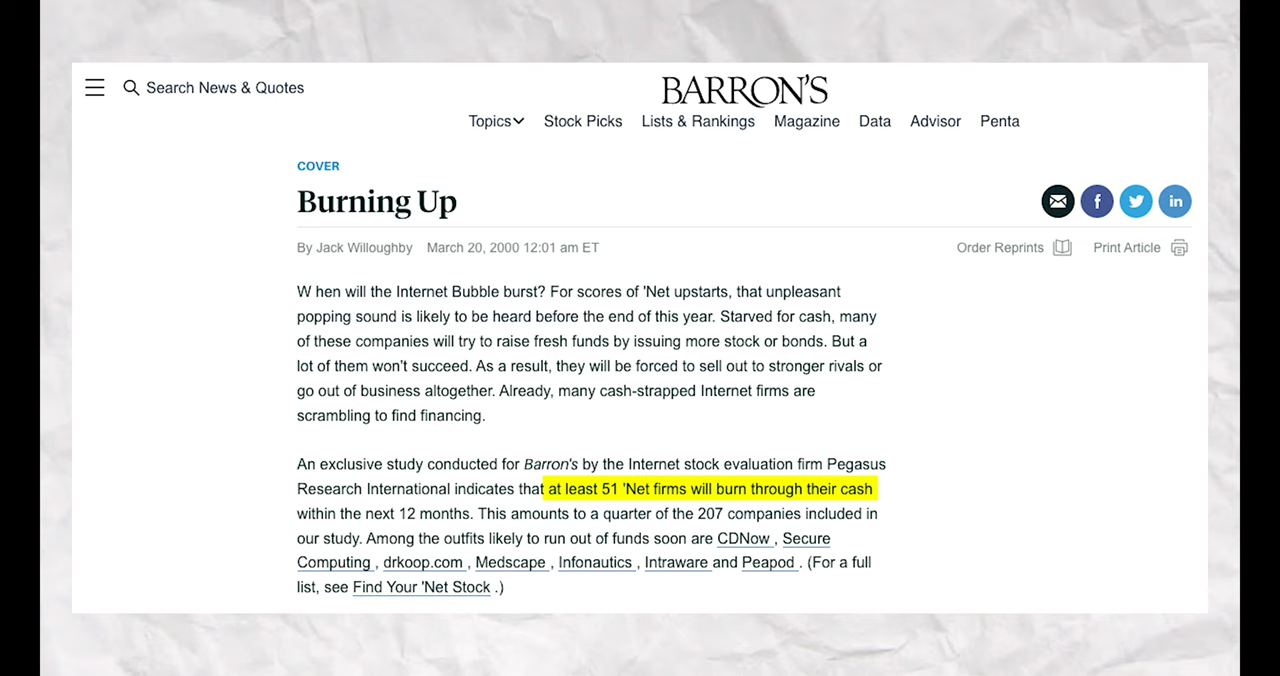 Search News & Quotes
BARRON'S
Topics Stock Picks Lists & Rankings Magazine Data Advisor Penta
COVER
Burning Up
f
in
By Jack Willoughby March 20, 2000 12:01 am ET
Order Reprints Print Article
W hen will the Internet Bubble burst? For scores of 'Net upstarts, that unpleasant
popping sound is likely to be heard before the end of this year. Starved for cash, many
of these companies will try to raise fresh funds by issuing more stock or bonds. But a
lot of them won't succeed. As a result, they will be forced to sell out to stronger rivals or
go out of business altogether. Already, many cash-strapped Internet firms are
scrambling to find financing.
An exclusive study conducted for Barron's by the Internet stock evaluation firm Pegasus
Research International indicates that at least 51 'Net firms will burn through their cash
within the next 12 months. This amounts to a quarter of the 207 companies included in
our study. Among the outfits likely to run out of funds soon are CDNow , Secure
Computing , drkoop.com , Medscape , Infonautics , Intraware and Peapod . (For a full
list, see Find Your 'Net Stock .)